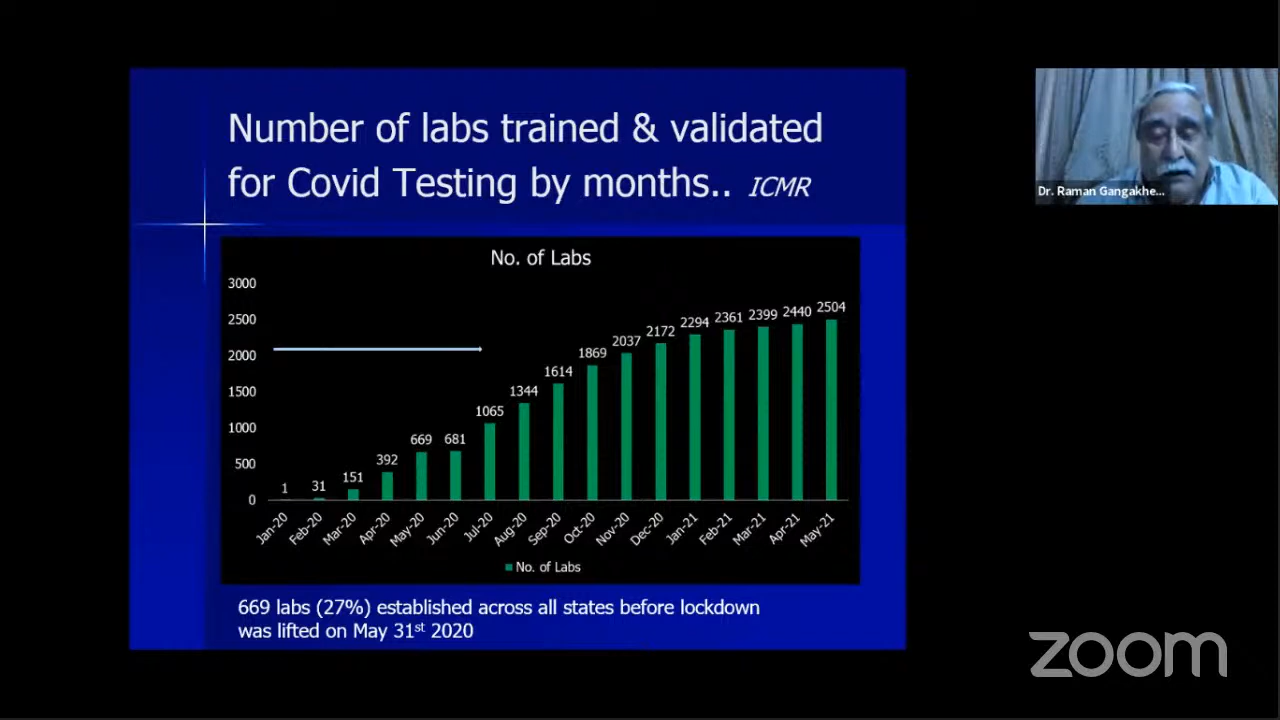 Number of labs trained & validated
for Covid Testing by months.. ICMR
Dr. Raman Gangakhe...
No. of Labs
3000
2500
2000
1500
1000
500
0
1 31 151 392 669 681 1065 1344 1614 1869 2037 2172 2294 2361 2399 2440 2504
Jan-20 Feb-20 Mar-20 Apr-20 May-20 Jun-20 Jul-20 Aug-20 Sep-20 Oct-20 Nov-20 Dec-20 Jan-21 Feb-21 Mar-21 Apr-21 May-21
No. of Labs
669 labs (27%) established across all states before lockdown
was lifted on May 31st 2020
zoom